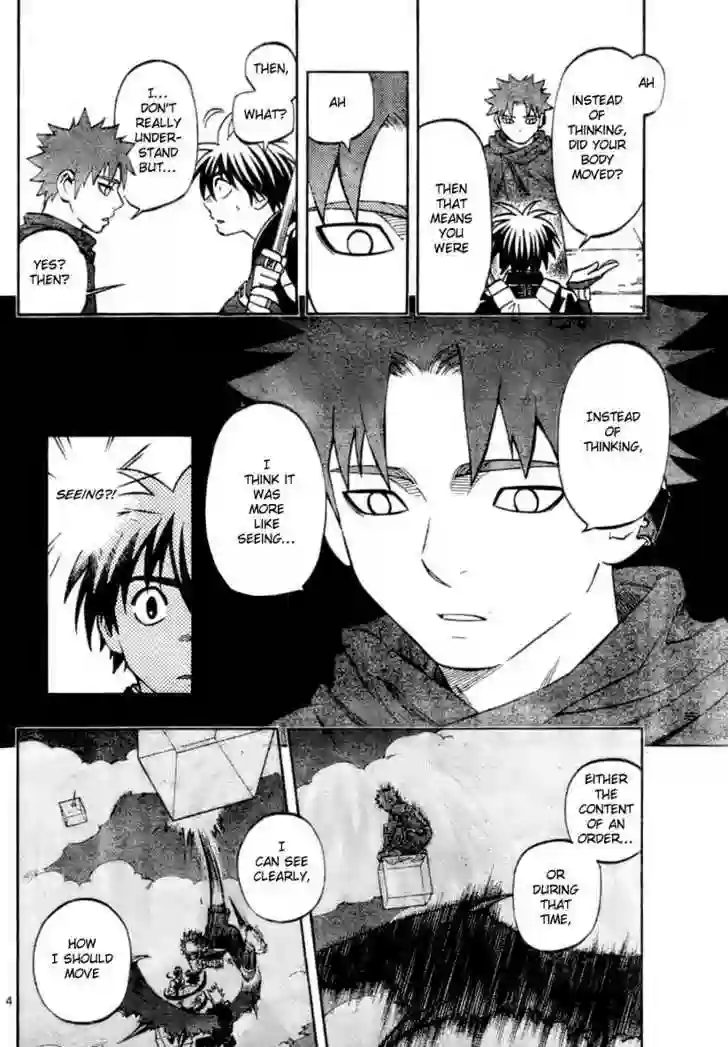 AH
INSTEAD
OF
THINKING,
DID YOUR
BODY
MOVED?
THEN
THAT
MEANS
YOU
WERE
AH
THEN,
WHAT?
I...
DON'T
REALLY
UNDER-
STAND
BUT...
YES?
THEN?
INSTEAD
OF
THINKING,
I
THINK IT
WAS
MORE
LIKE
SEEING...
SEEING?!
EITHER
THE
CONTENT
OF AN
ORDER...
OR
DURING
THAT
TIME,
I
CAN SEE
CLEARLY,
HOW
I SHOULD
MOVE
4